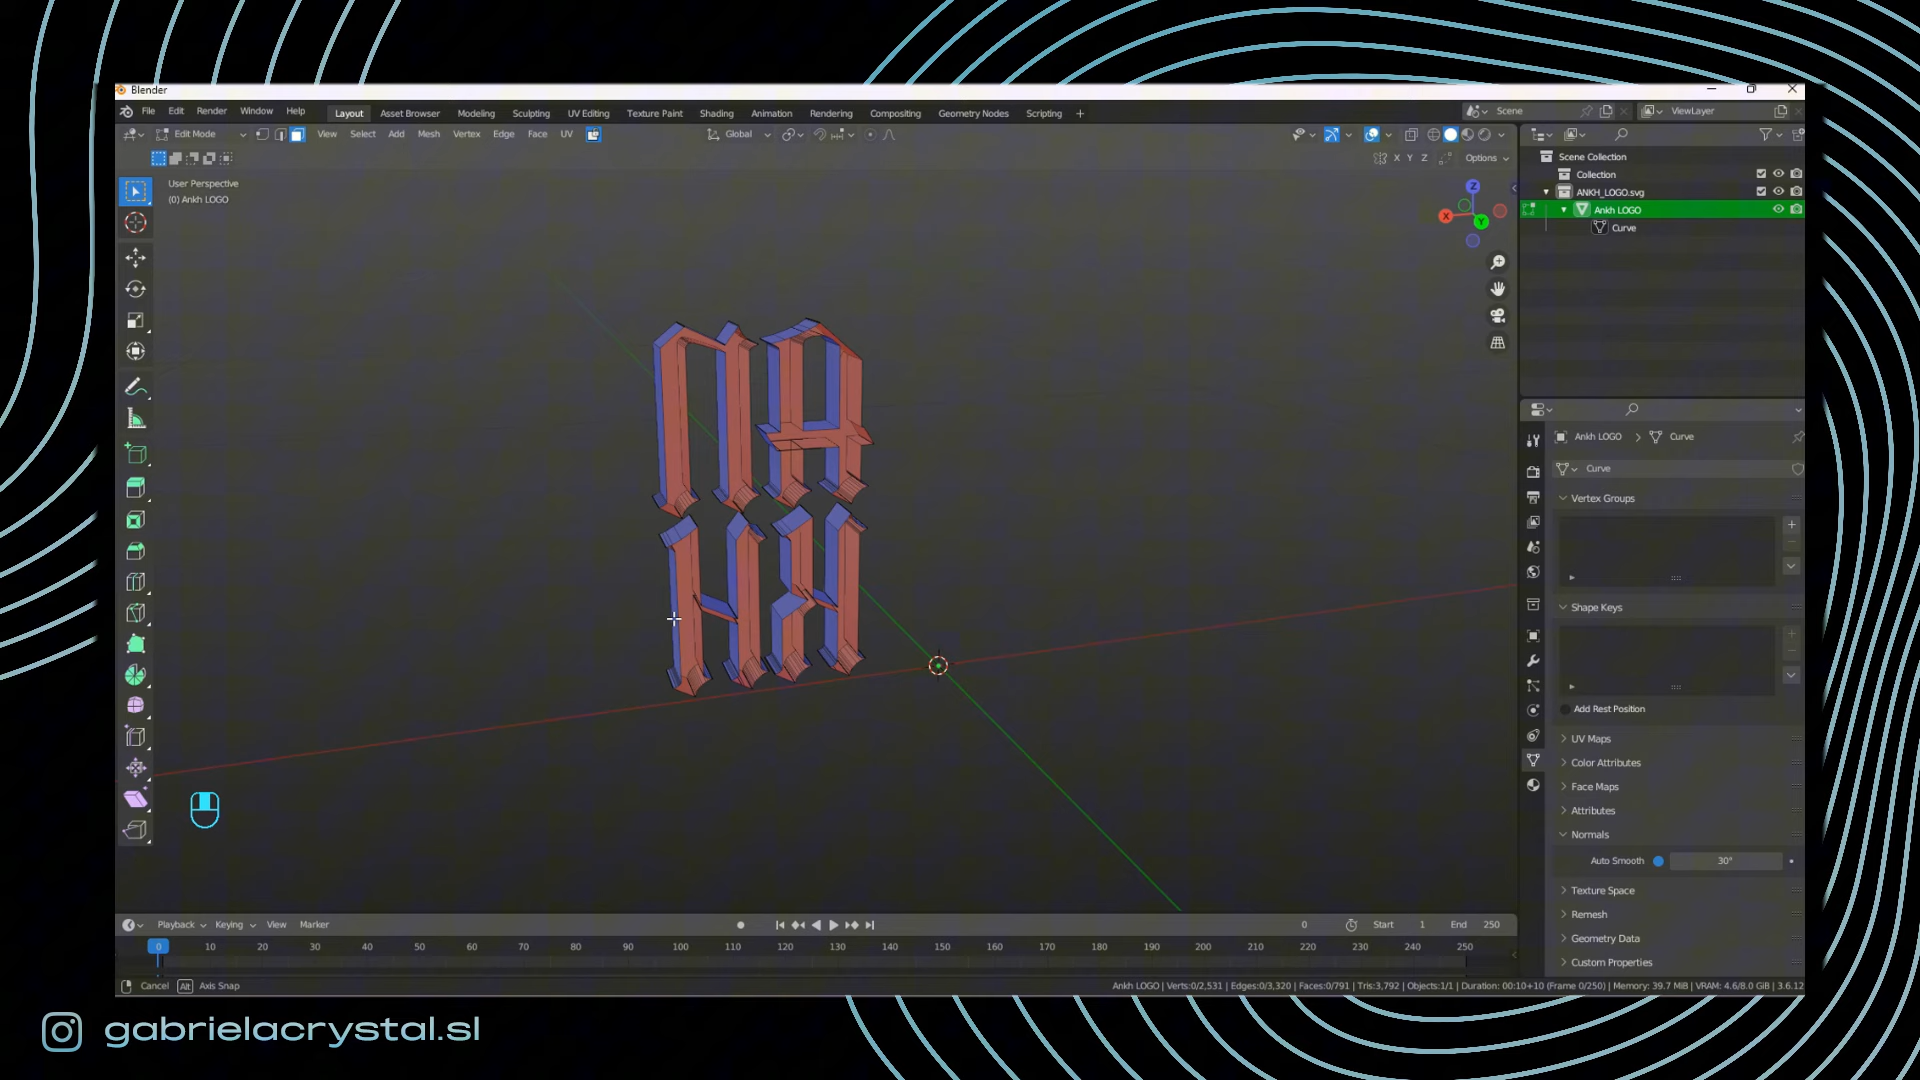 Blender
File Edit Render Window Help Layout Asset Browser Modeling Sculpting UV Editing Texture Paint Shading Animation Rendering Compositing Geometry Nodes Scripting + Scene ViewLayer
Edit Mode View Select Add Mesh Vertex Edge Face UV Global
X Y Z Options
User Perspective
(0) Ankh LOGO
Z
X
Y
Scene Collection
Collection
ANKH_LOGO.svg
Ankh LOGO
Curve
Ankh LOGO > Curve
Curve
Vertex Groups
Shape Keys
Add Rest Position
UV Maps
Color Attributes
Face Maps
Attributes
Normals
Auto Smooth 30°
Texture Space
Remesh
Geometry Data
Custom Properties
Playback Keying View Marker 0 Start 1 End 250
0 10 20 30 40 50 60 70 80 90 100 110 120 130 140 150 160 170 180 190 200 210 220 230 240 250
Cancel Alt Axis Snap
Ankh LOGO | Verts:0/2,531 | Edges:0/3,320 | Faces:0/791 | Tris:3,792 | Objects:1/1 | Duration: 00:10+10 (Frame 0/250) | Memory: 39.7 MiB | VRAM: 4.6/8.0 GiB | 3.6.12
gabrielacrystal.sl